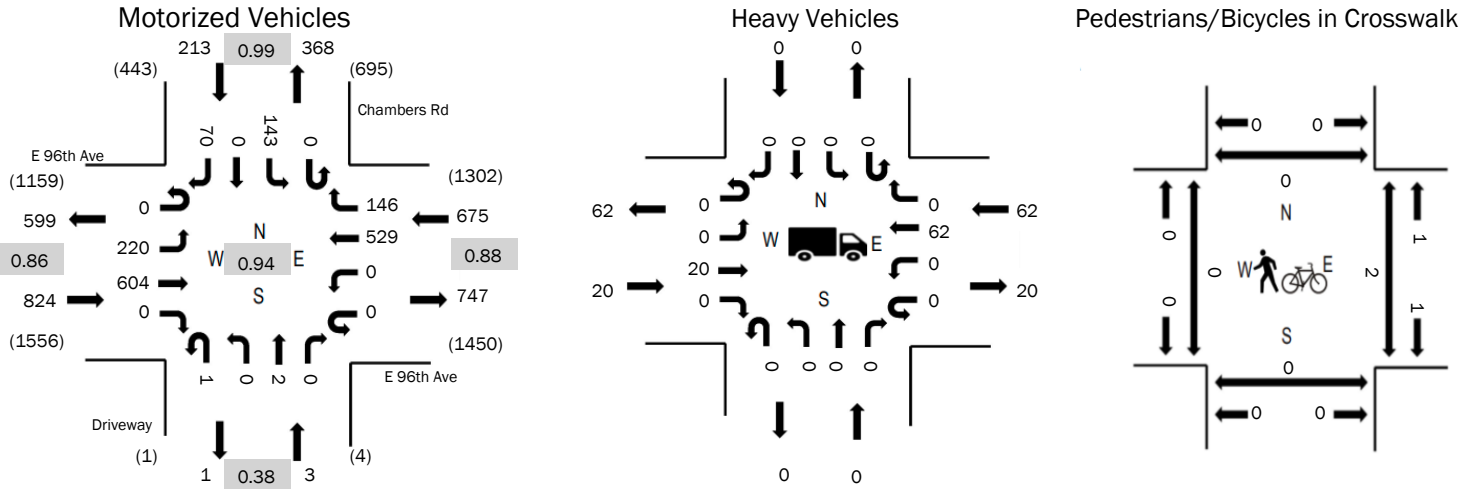 Motorized Vehicles
213 0.99 368
(443) (695)
Chambers Rd
70 0 143 0
E 96th Ave
(1159) (1302)
0 146
599 675
220 529
N
W 0.94 E
S
0.86 0.88
604 0
824 747
0 0
(1556) (1450)
1 0 2 0
E 96th Ave
Driveway
(1) (4)
1 0.38 3
Heavy Vehicles
0 0
0 0 0 0
0 0
62 62
0 62
N
W E
S
20 0
20 20
0 0
0 0 0 0
0 0
Pedestrians/Bicycles in Crosswalk
0 0
0
N
0 0 2 1
W E
0 1
S
0
0 0